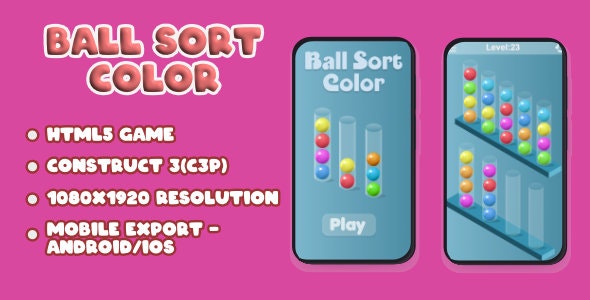 BALL SORT
COLOR
HTML5 GAME
CONSTRUCT 3(C3P)
1080X1920 RESOLUTION
MOBILE EXPORT -
ANDROID/IOS
Ball Sort
Color
Play
Level:23